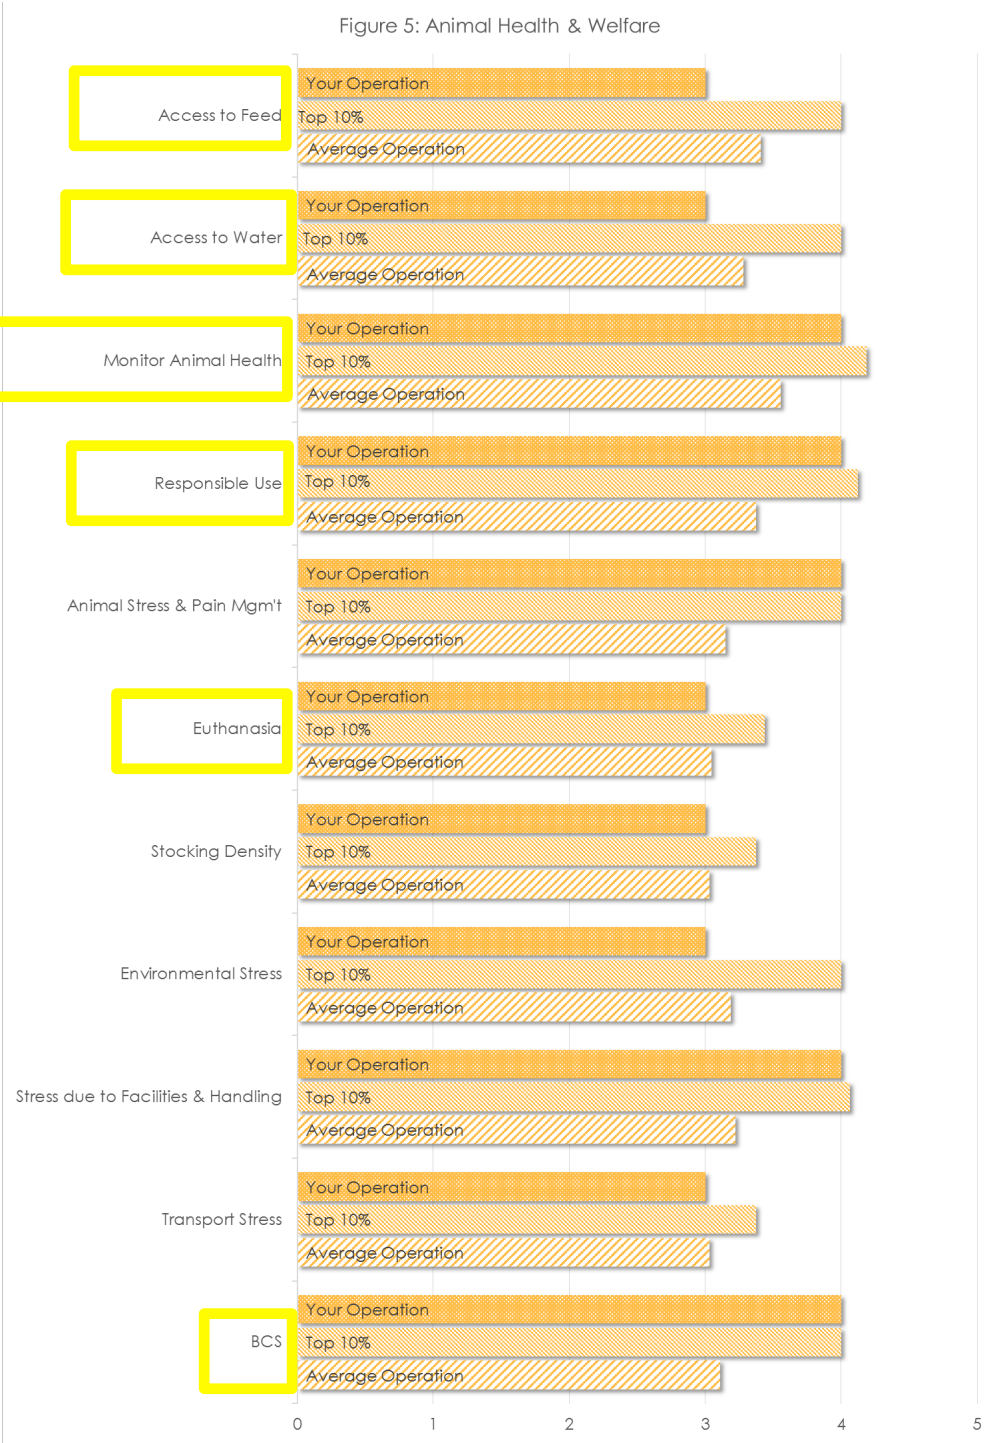 Figure 5: Animal Health & Welfare
Your Operation
Access to Feed
Top 10%
Average Operation
Your Operation
Access to Water
Top 10%
Average Operation
Your Operation
Monitor Animal Health
Top 10%
Average Operation
Your Operation
Responsible Use
Top 10%
Average Operation
Your Operation
Animal Stress & Pain Mgm't
Top 10%
Average Operation
Your Operation
Euthanasia
Top 10%
Average Operation
Your Operation
Stocking Density
Top 10%
Average Operation
Your Operation
Environmental Stress
Top 10%
Average Operation
Your Operation
Stress due to Facilities & Handling
Top 10%
Average Operation
Your Operation
Transport Stress
Top 10%
Average Operation
Your Operation
BCS
Top 10%
Average Operation
0 1 2 3 4 5